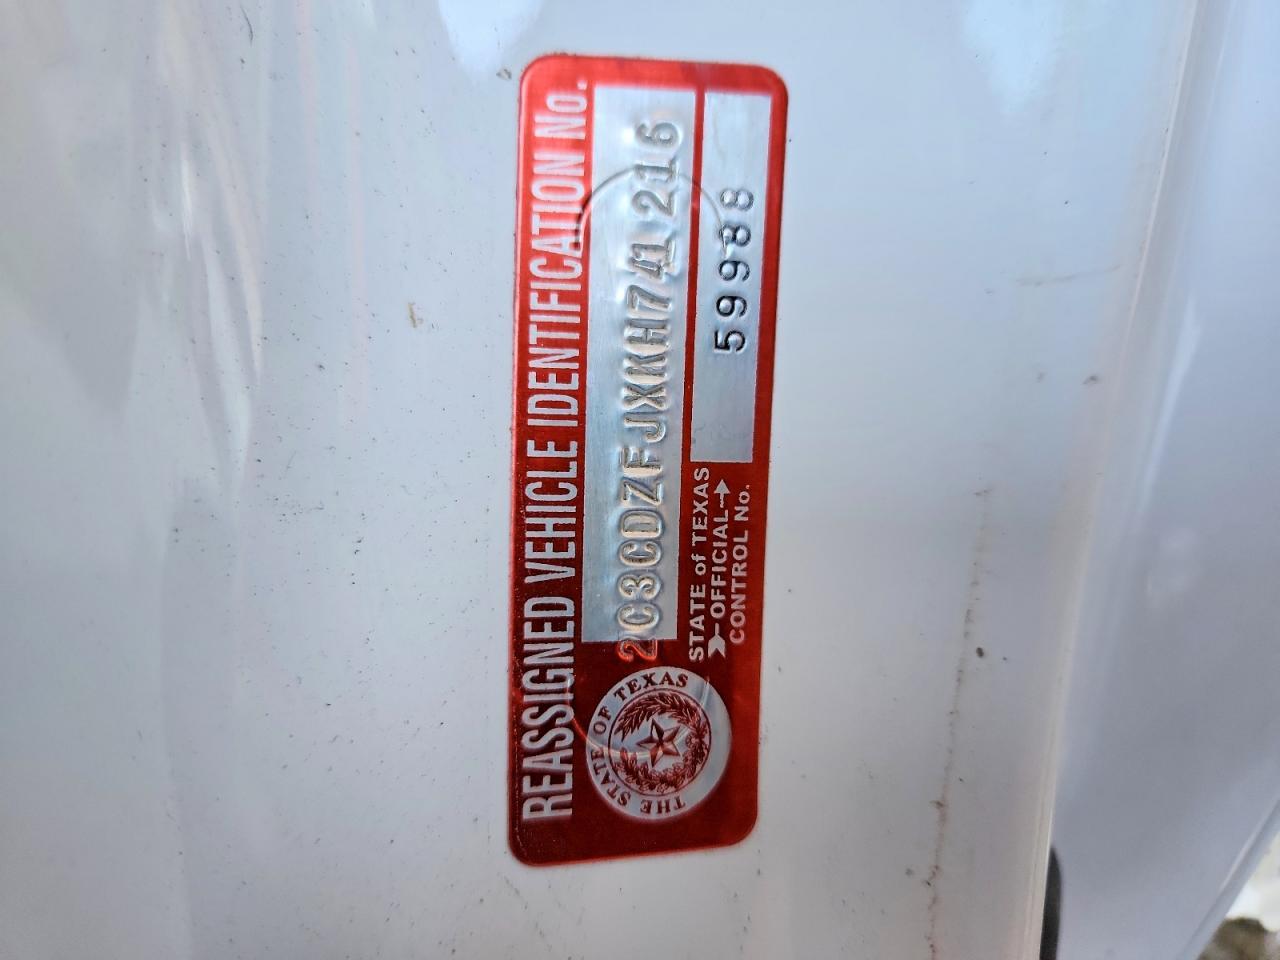 REASSIGNED VEHICLE IDENTIFICATION No.
2C3CDZFJXKH741216
59988
STATE of TEXAS
OFFICIAL
CONTROL No.
THE STATE OF TEXAS